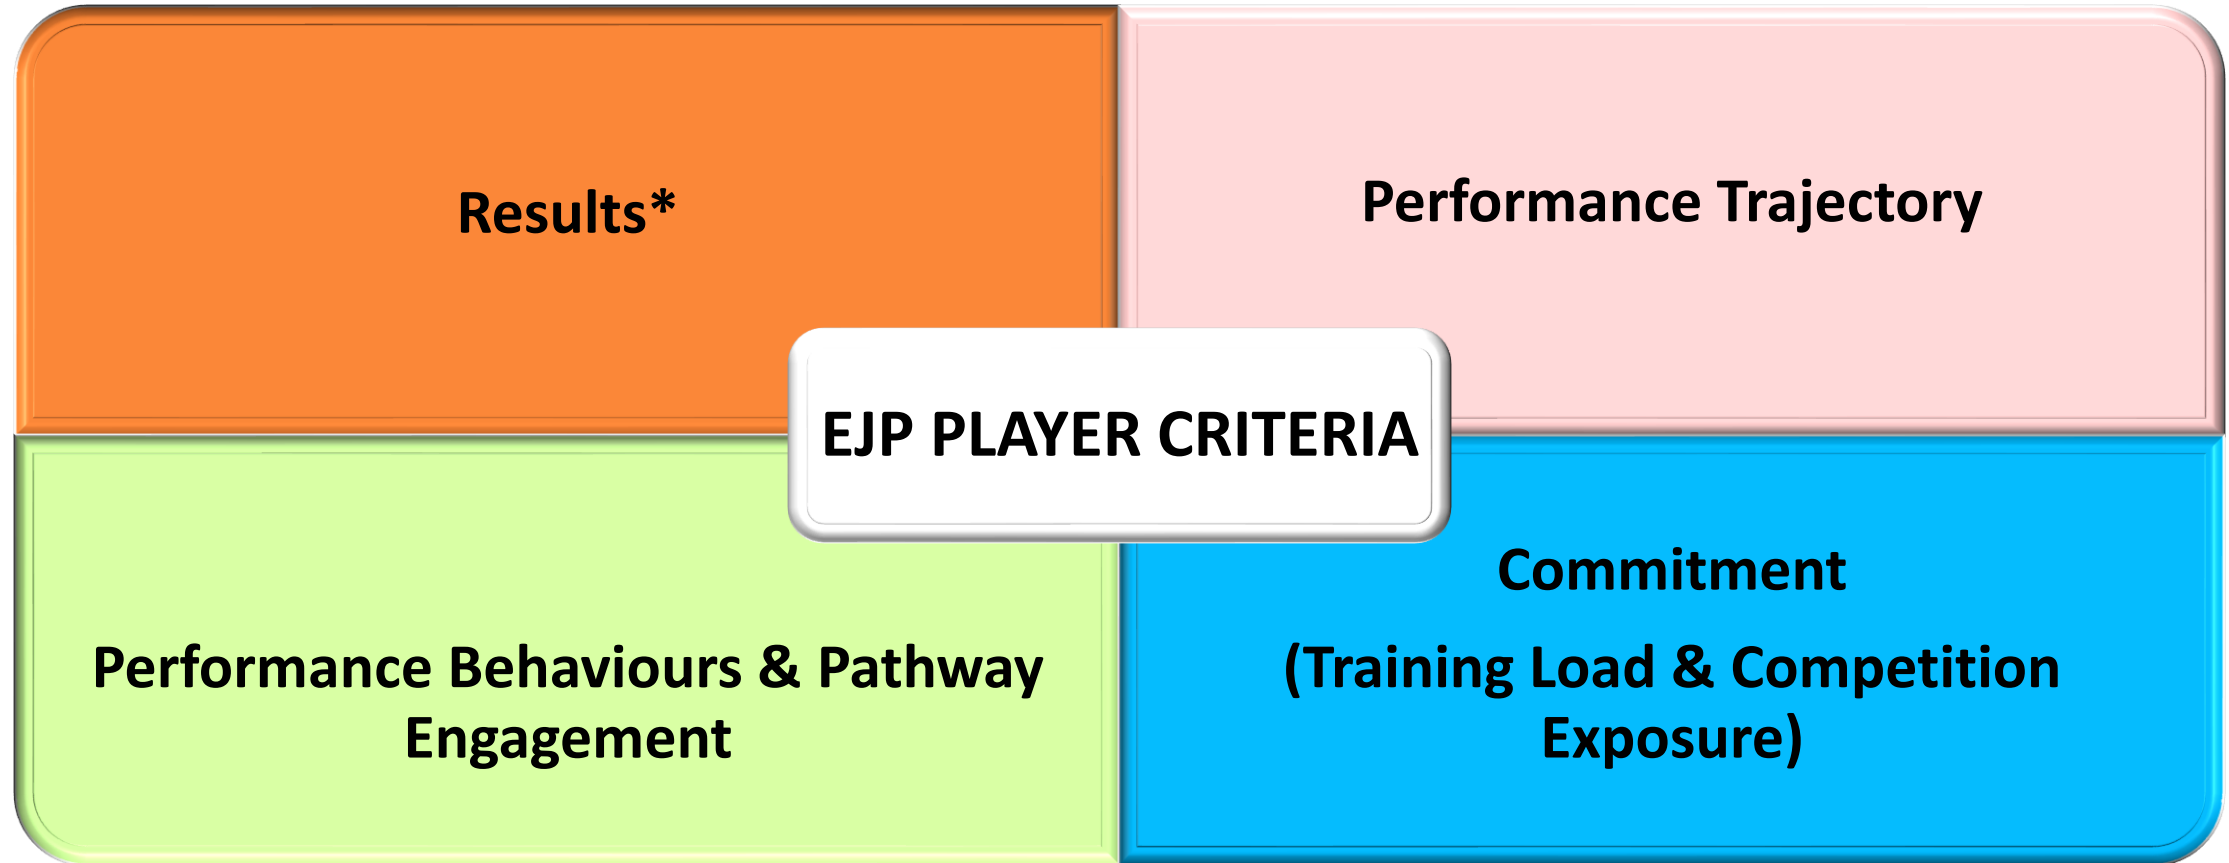 Results*
Performance Trajectory
EJP PLAYER CRITERIA
Performance Behaviours & Pathway
Engagement
Commitment
(Training Load & Competition
Exposure)